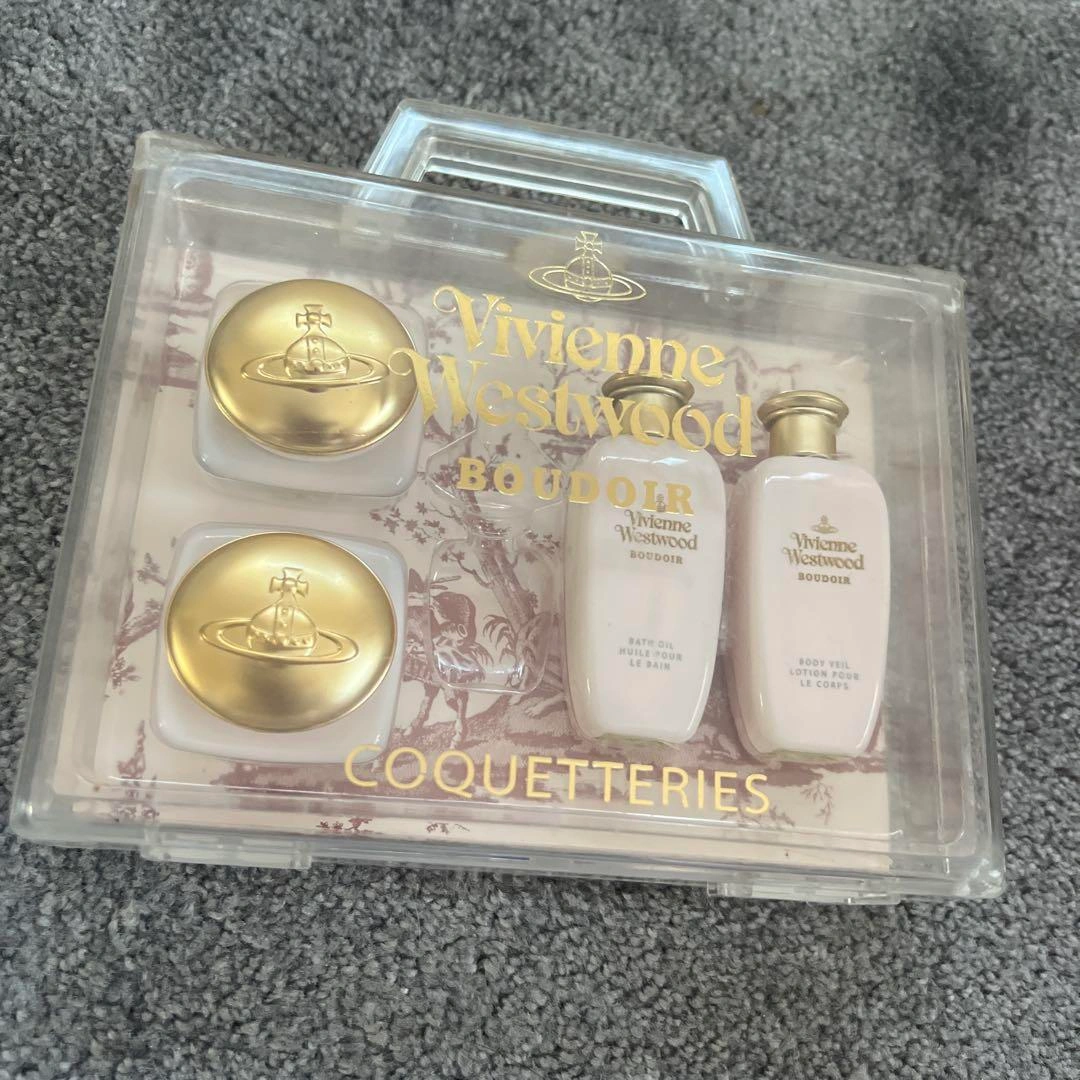 Vivienne
Westwood
BOUDOIR
Vivienne
Westwood
BOUDOIR
BATH OIL
HUILE POUR
LE BAIN
Vivienne
Westwood
BOUDOIR
BODY VEIL
LOTION POUR
LE CORPS
COQUETTERIES